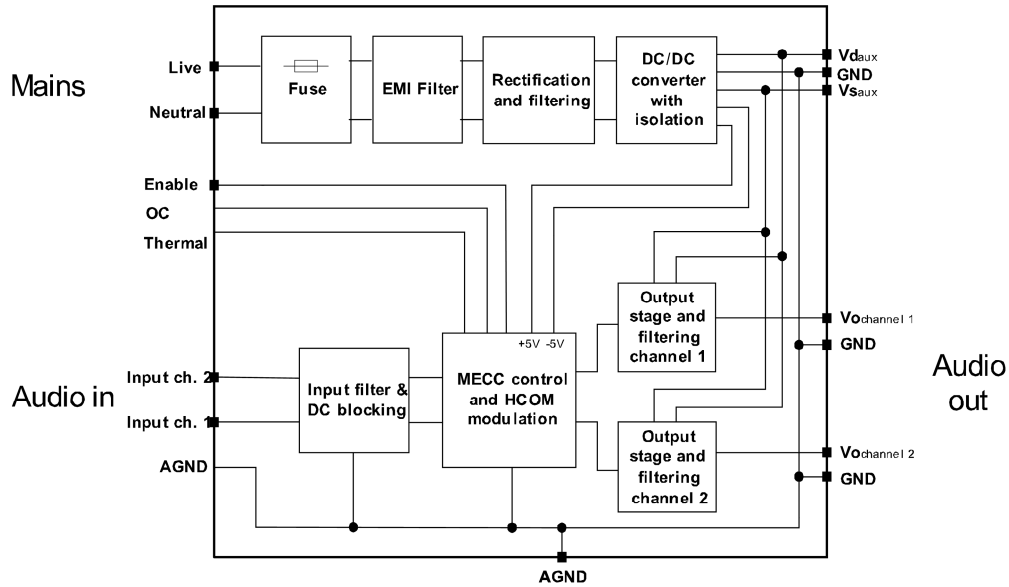 Mains
Live
Neutral
Fuse
EMI Filter
Rectification
and filtering
DC/DC
converter
with
isolation
Vdaux
GND
Vsaux
Enable
OC
Thermal
Output
stage and
filtering
channel 1
Vochannel 1
GND
+5V -5V
MECC control
and HCOM
modulation
Input filter &
DC blocking
Audio in
Input ch. 2
Input ch. 1
AGND
Audio
out
Output
stage and
filtering
channel 2
Vochannel 2
GND
AGND